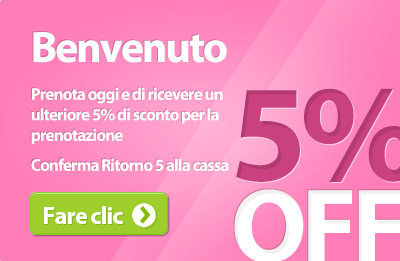 Benvenuto
Prenota oggi e di ricevere un
ulteriore 5% di sconto per la
prenotazione
Conferma Ritorno 5 alla cassa
Fare clic
5%
OFF